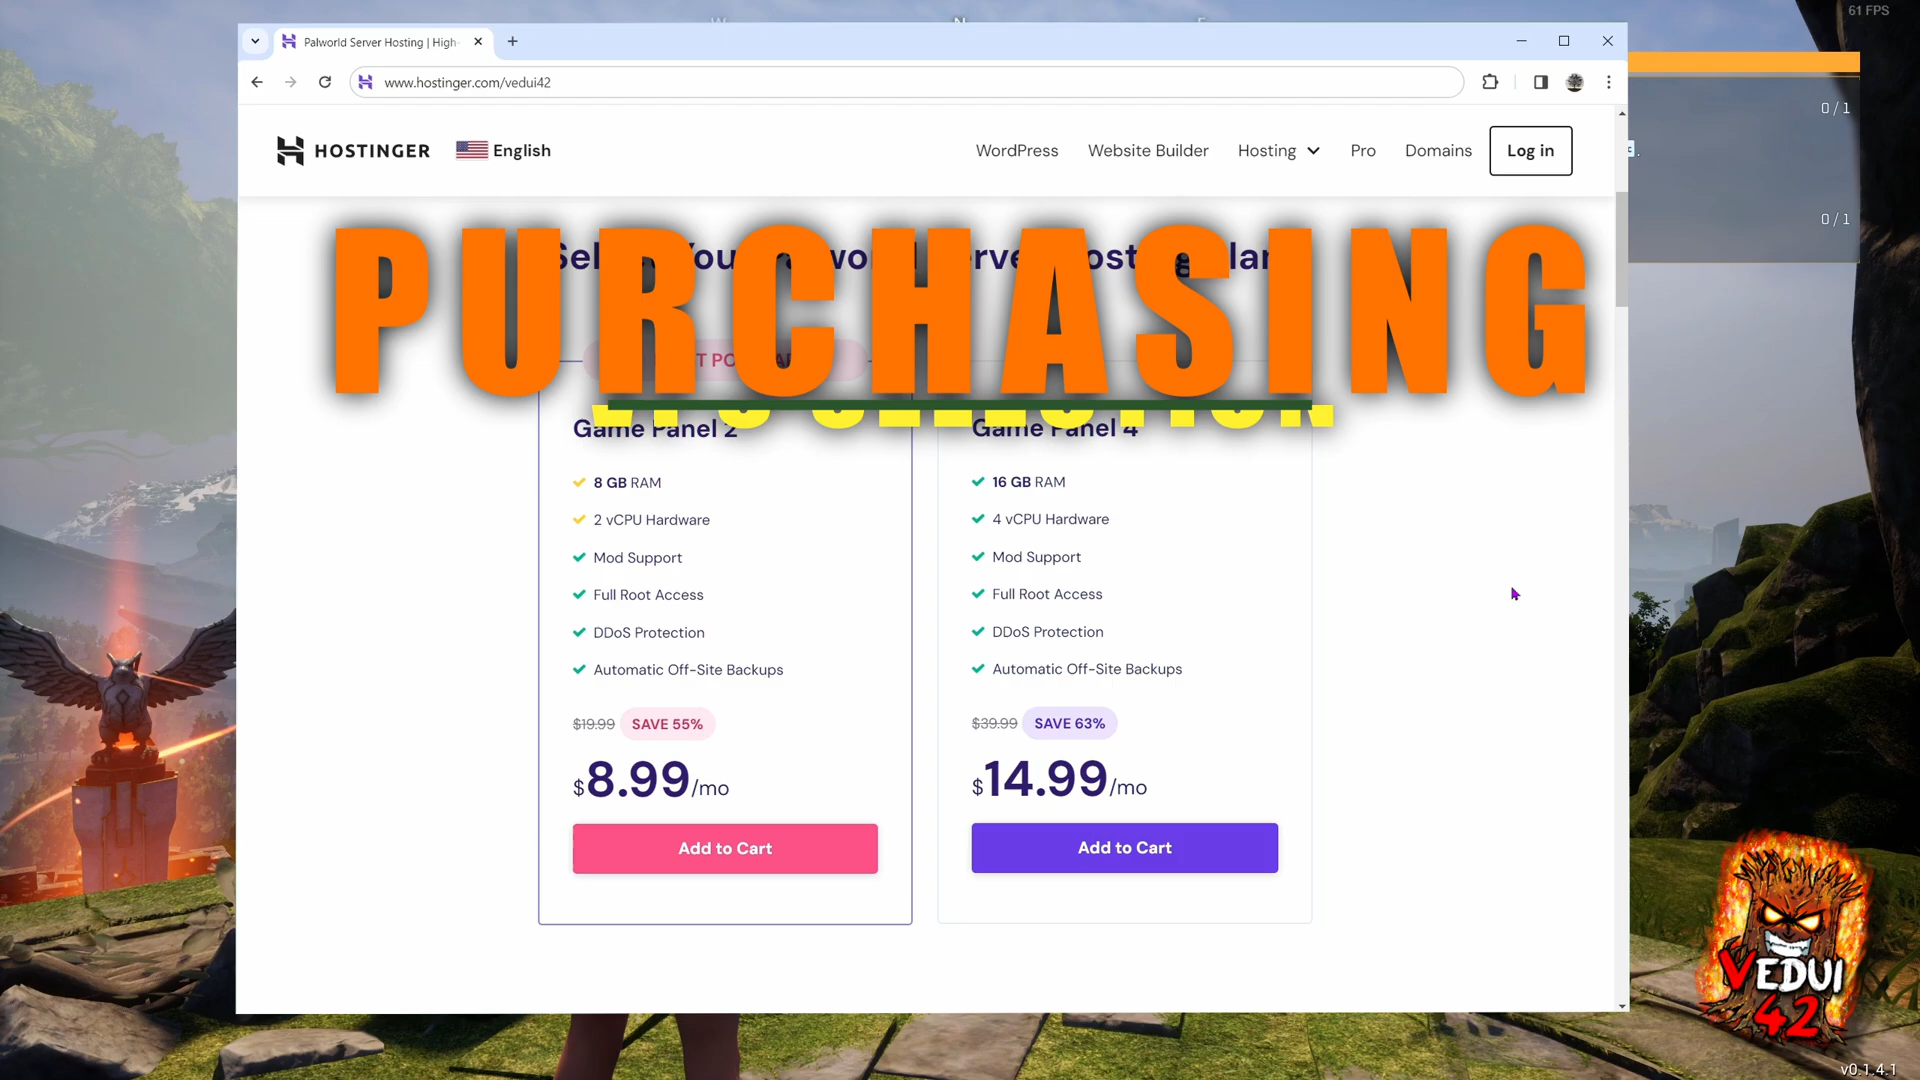 W N E
61 FPS
Palworld Server Hosting | High-
www.hostinger.com/vedui42
0 / 1
HOSTINGER English
WordPress Website Builder Hosting Pro Domains Log in
0 / 1
PURCHASING
Game Panel 2
8 GB RAM
2 vCPU Hardware
Mod Support
Full Root Access
DDoS Protection
Automatic Off-Site Backups
$19.99 SAVE 55%
$8.99/mo
Add to Cart
Game Panel 4
16 GB RAM
4 vCPU Hardware
Mod Support
Full Root Access
DDoS Protection
Automatic Off-Site Backups
$39.99 SAVE 63%
$14.99/mo
Add to Cart
VEDUI
42
v0.1.4.1